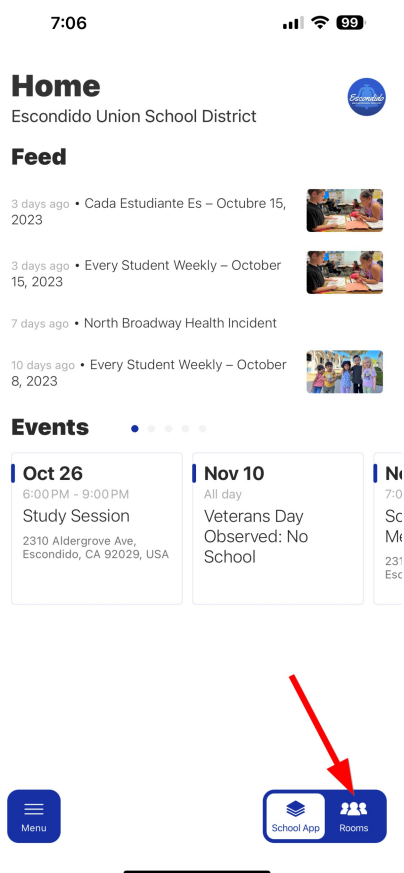 7:06
99
Home
Escondido
Escondido Union School District
Feed
3 days ago • Cada Estudiante Es – Octubre 15,
2023
3 days ago • Every Student Weekly – October
15, 2023
7 days ago • North Broadway Health Incident
10 days ago • Every Student Weekly – October
8, 2023
Events
Oct 26
6:00 PM - 9:00 PM
Study Session
2310 Aldergrove Ave,
Escondido, CA 92029, USA
Nov 10
All day
Veterans Day
Observed: No
School
Menu
School App
Rooms